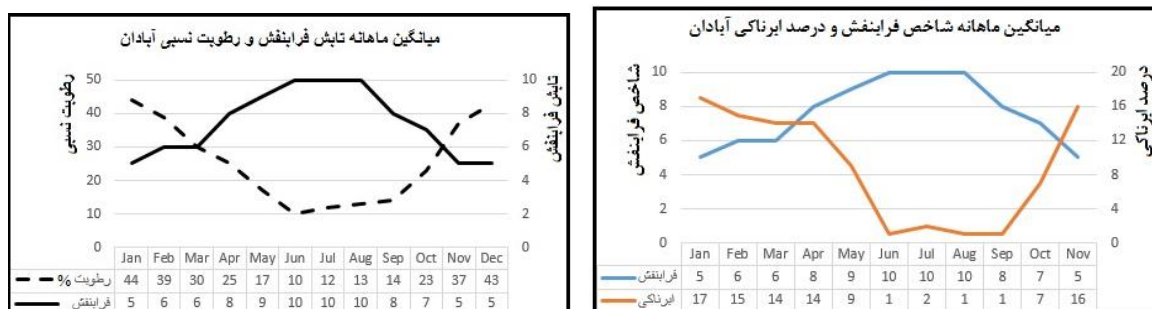 میانگین ماهانه تابش فرابنفش و رطوبت نسبی آبادان
رطوبت نسبی
تابش فرابنفش
50
40
30
20
10
0
10
8
6
4
2
0
Jan Feb Mar Apr May Jun Jul Aug Sep Oct Nov Dec
رطوبت % 44 39 30 25 17 10 12 13 14 23 37 43
فرابنفش 5 6 6 8 9 10 10 10 8 7 5 5
میانگین ماهانه شاخص فرابنفش و درصد ابرناکی آبادان
شاخص فرابنفش
درصد ابرناکی
10
8
6
4
2
0
20
16
12
8
4
0
Jan Feb Mar Apr May Jun Jul Aug Sep Oct Nov
فرابنفش 5 6 6 8 9 10 10 10 8 7 5
ابرناکی 17 15 14 14 9 1 2 1 1 7 16